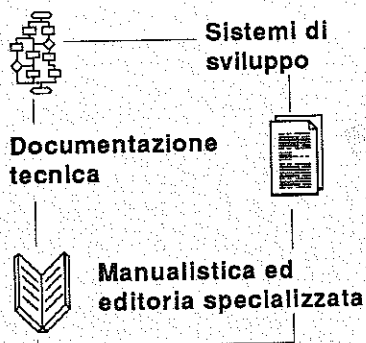 Sistemi di
sviluppo
Documentazione
tecnica
Manualistica ed
editoria specializzata